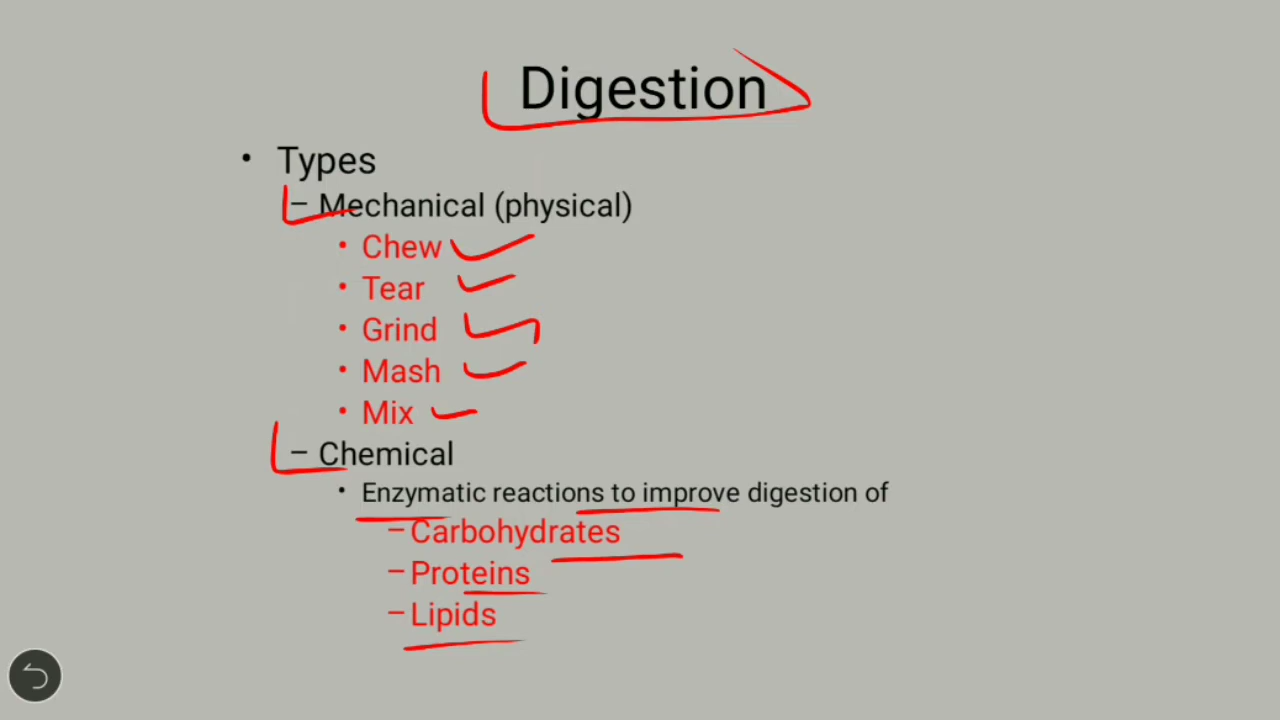 Digestion
• Types
– Mechanical (physical)
• Chew
• Tear
• Grind
• Mash
• Mix
– Chemical
• Enzymatic reactions to improve digestion of
– Carbohydrates
– Proteins
– Lipids